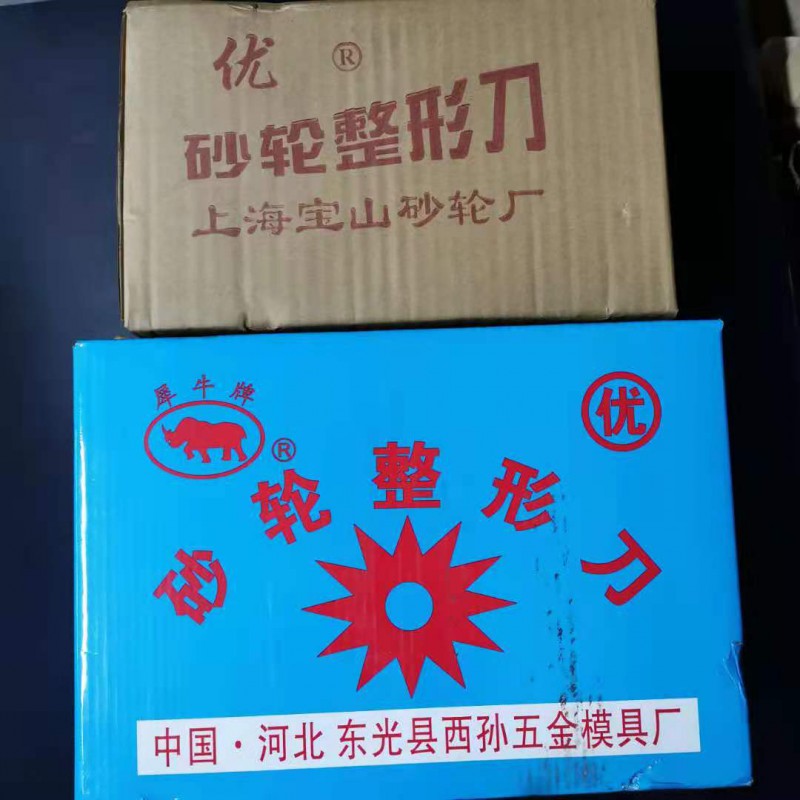 优 ®
砂轮整形刀
上海宝山砂轮厂
犀牛牌
®
优
砂轮整形刀
中国·河北 东光县西孙五金模具厂